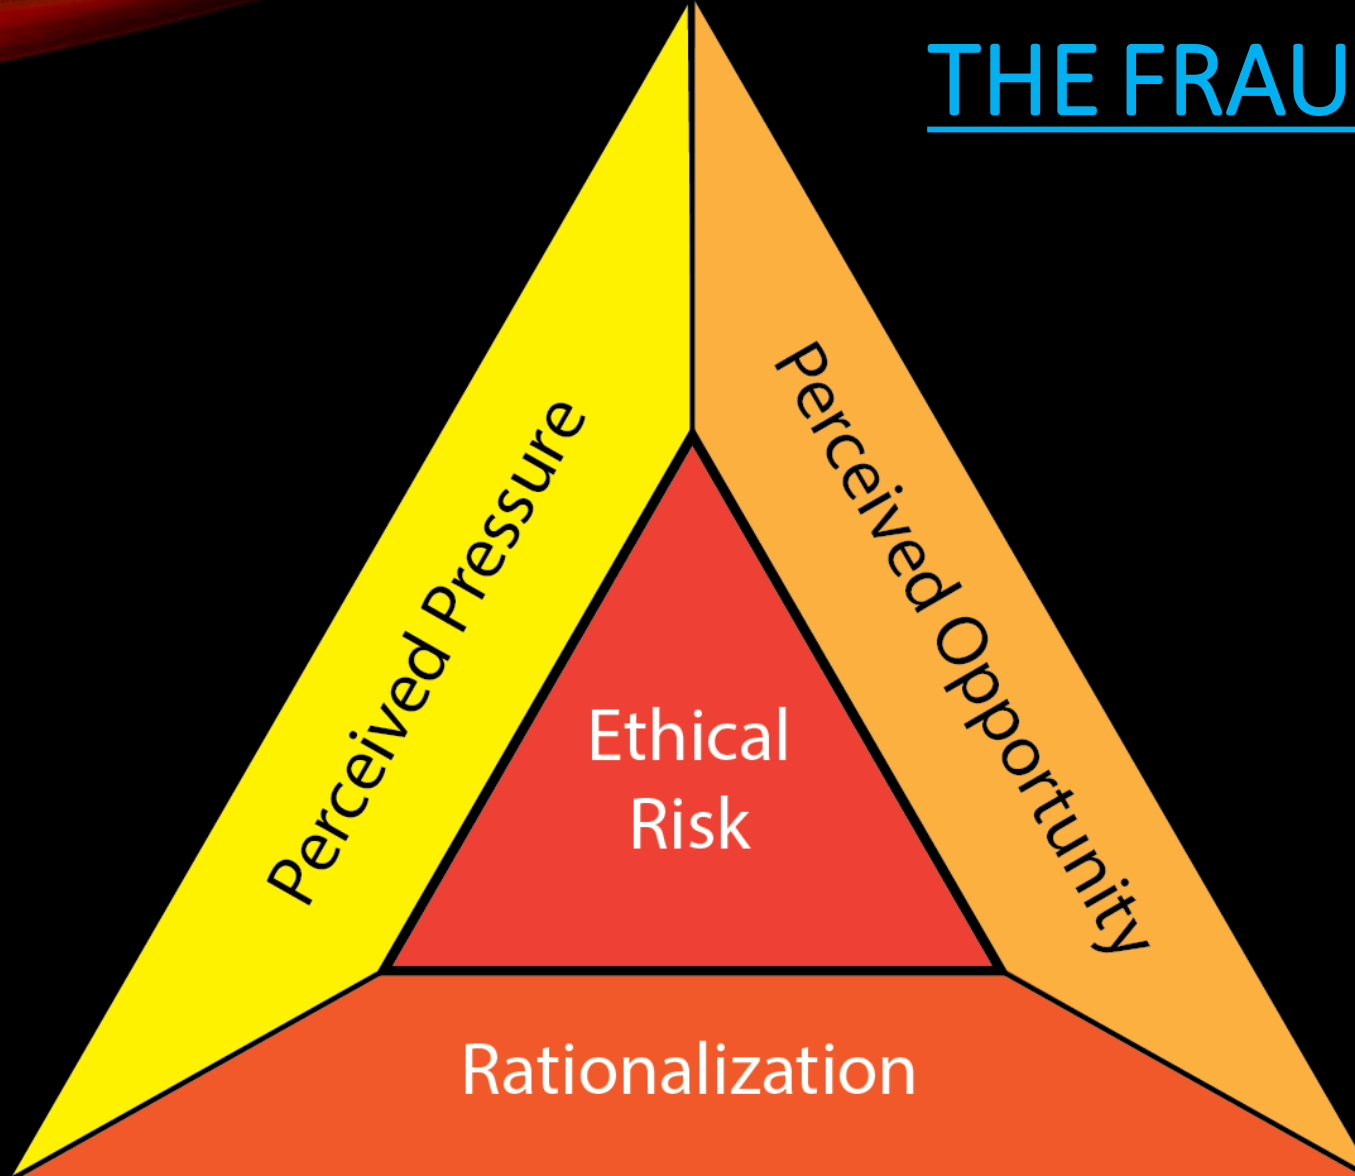 THE FRAU
Perceived Pressure
Perceived Opportunity
Ethical
Risk
Rationalization